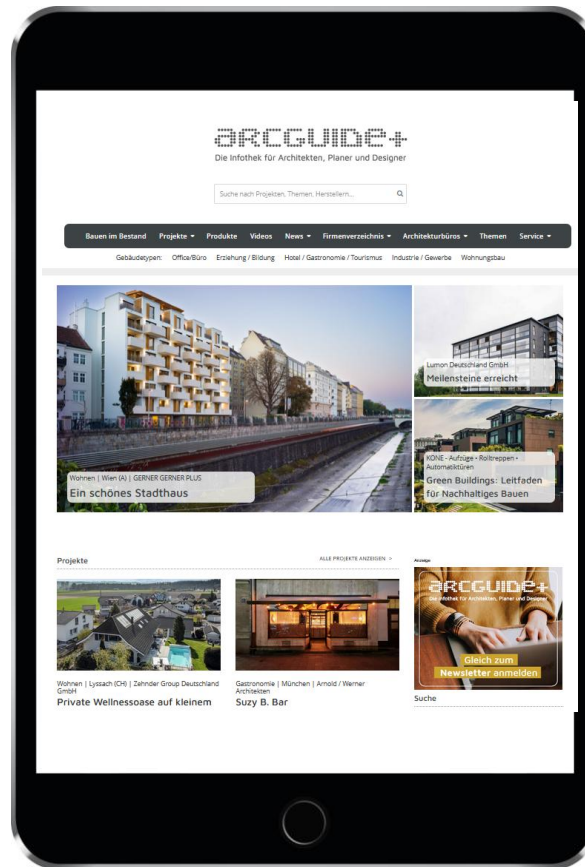 aRCGUIDe+
Die Infothek für Architekten, Planer und Designer
Suche nach Projekten, Themen, Herstellern...
Bauen im Bestand Projekte Produkte Videos News Firmenverzeichnis Architekturbüros Themen Service
Gebäudetypen: Office/Büro Erziehung / Bildung Hotel / Gastronomie / Tourismus Industrie / Gewerbe Wohnungsbau
Wohnen | Wien (A) | GERNER GERNER PLUS
Ein schönes Stadthaus
Lumon Deutschland GmbH
Meilensteine erreicht
KONE - Aufzüge • Rolltreppen •
Automatiktüren
Green Buildings: Leitfaden
für Nachhaltiges Bauen
Projekte
ALLE PROJEKTE ANZEIGEN >
Wohnen | Lyssach (CH) | Zehnder Group Deutschland
GmbH
Private Wellnessoase auf kleinem
Gastronomie | München | Arnold / Werner
Architekten
Suzy B. Bar
Anzeige
aRCGUIDe+
Die Infothek für Architekten, Planer und Designer
Gleich zum
Newsletter anmelden
Suche